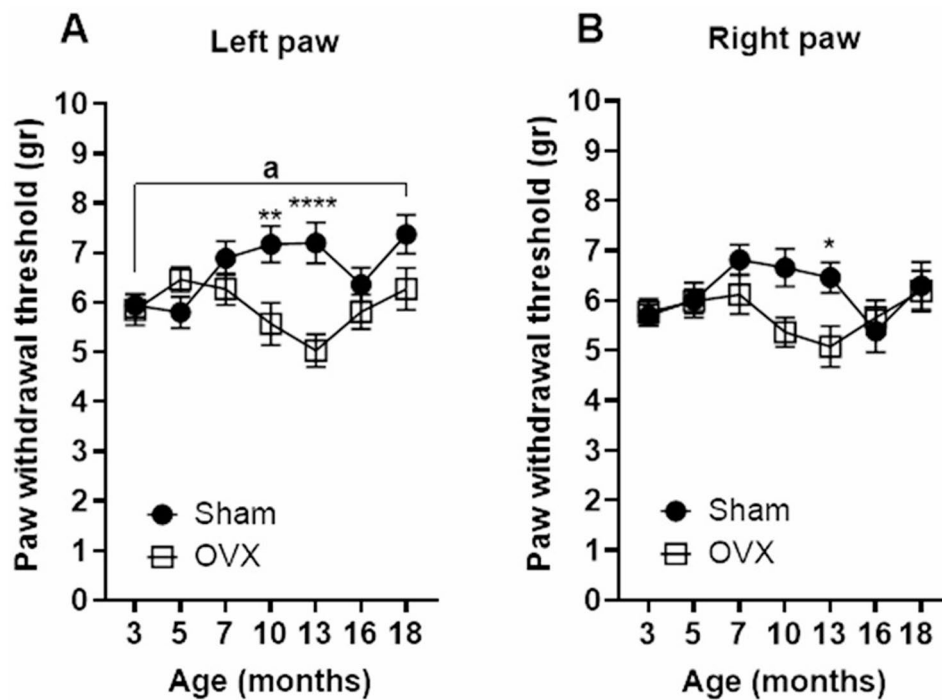 A
Left paw
Paw withdrawal threshold (gr)
10
9
8
7
6
5
4
3
2
1
0
a
**
****
Sham
OVX
3 5 7 10 13 16 18
Age (months)
B
Right paw
Paw withdrawal threshold (gr)
10
9
8
7
6
5
4
3
2
1
0
*
Sham
OVX
3 5 7 10 13 16 18
Age (months)